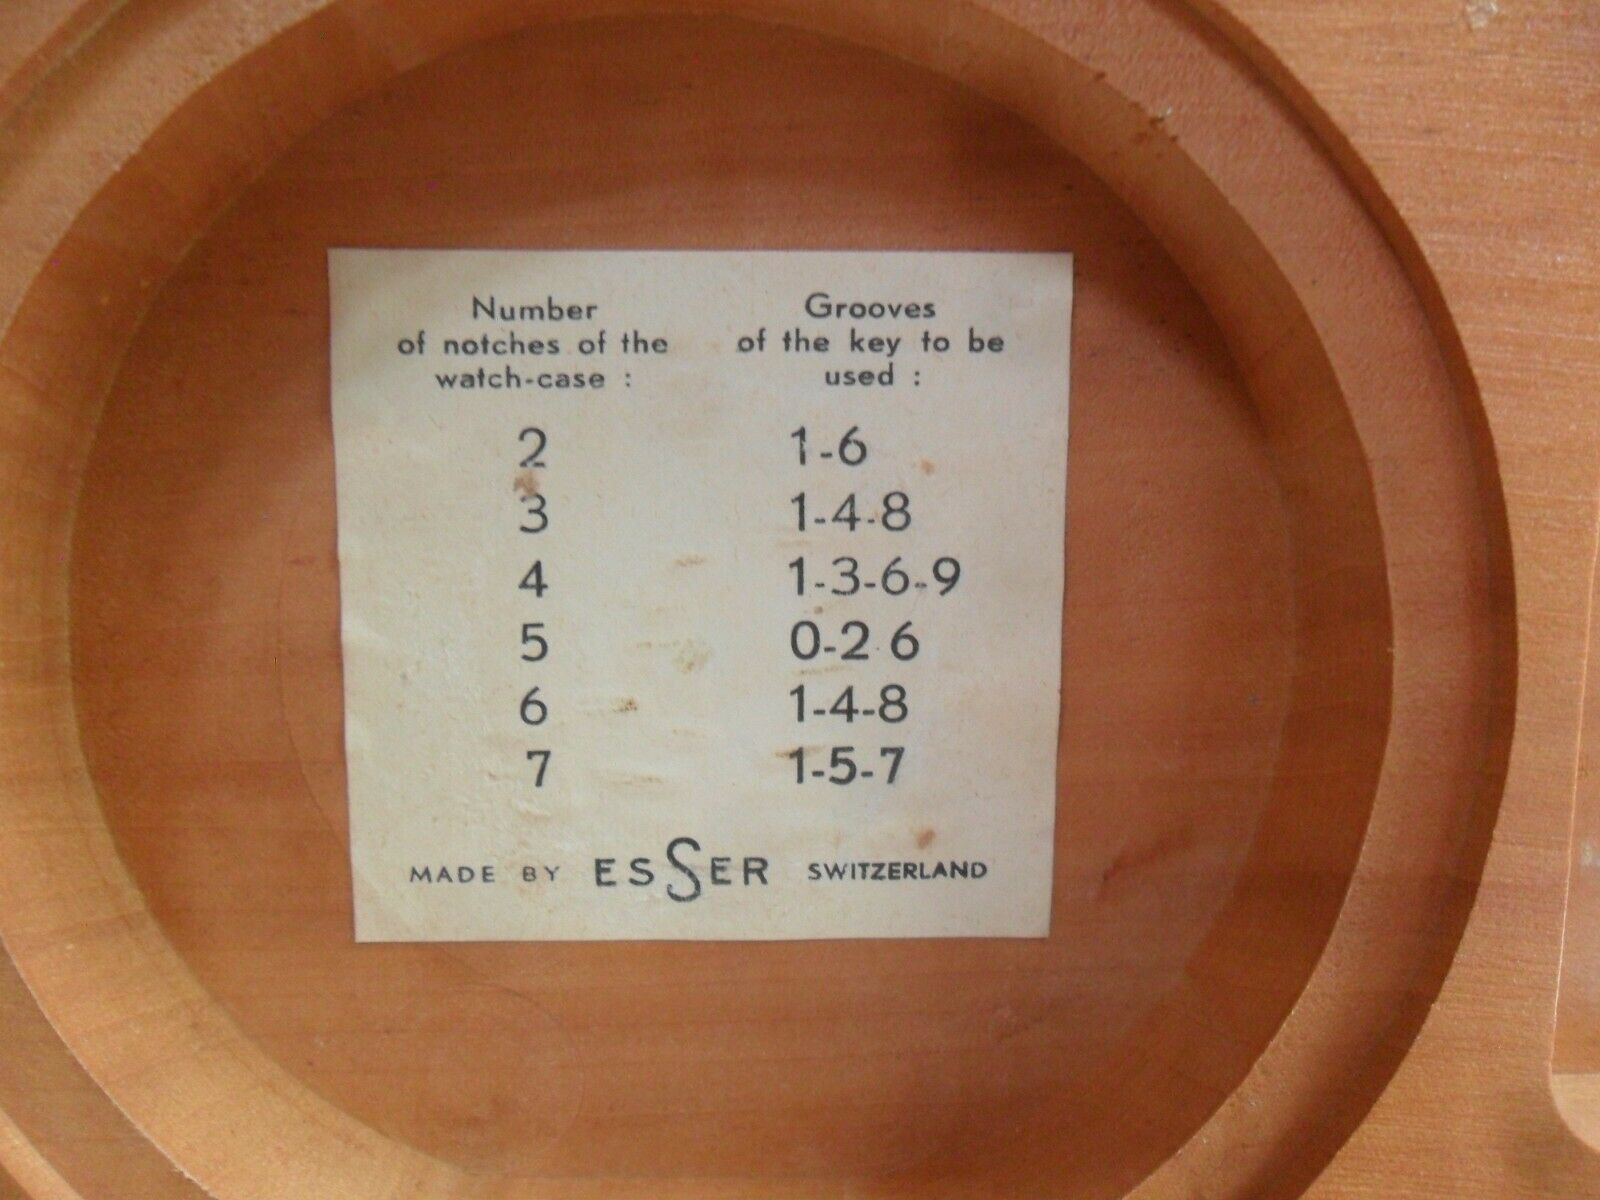 Number of notches of the watch-case :
Grooves of the key to be used :
2 1-6
3 1-4-8
4 1-3-6-9
5 0-2 6
6 1-4-8
7 1-5-7
MADE BY ESSER SWITZERLAND